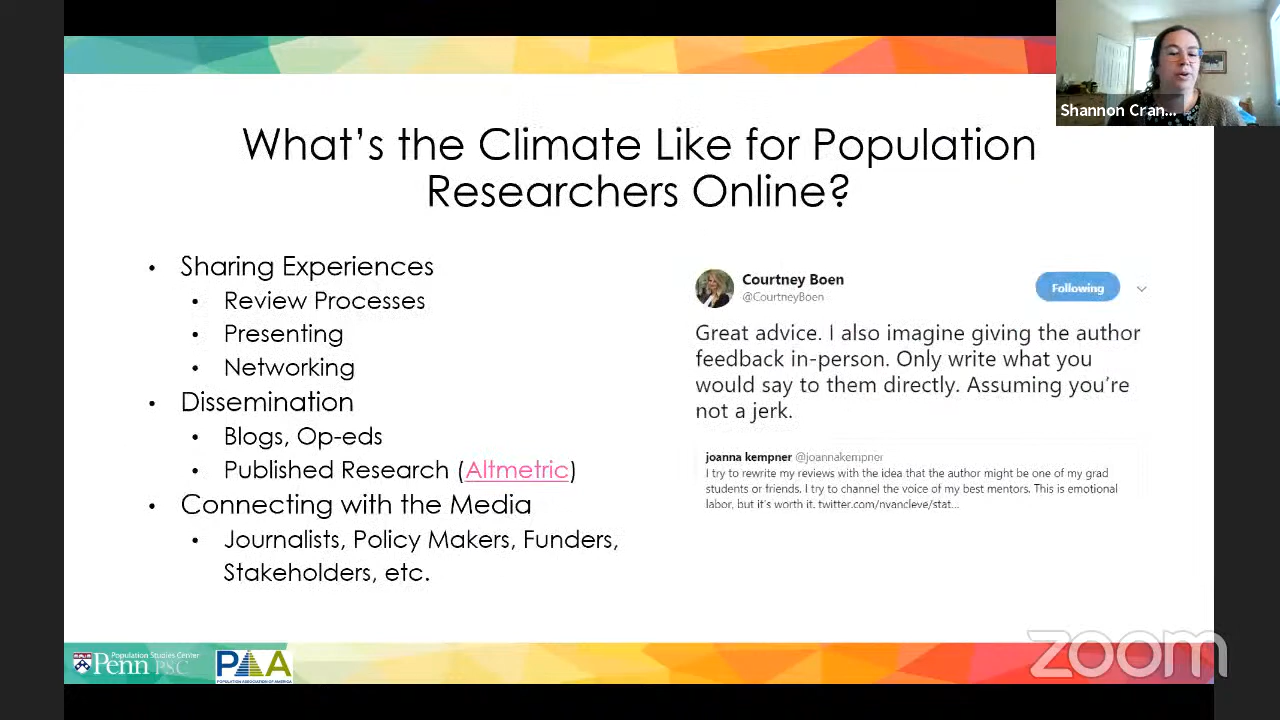 Shannon Cran...
What's the Climate Like for Population
Researchers Online?
• Sharing Experiences
• Review Processes
• Presenting
• Networking
• Dissemination
• Blogs, Op-eds
• Published Research (Altmetric)
• Connecting with the Media
• Journalists, Policy Makers, Funders,
Stakeholders, etc.
Courtney Boen
@CourtneyBoen
Following
Great advice. I also imagine giving the author
feedback in-person. Only write what you
would say to them directly. Assuming you're
not a jerk.
joanna kempner @joannakempner
I try to rewrite my reviews with the idea that the author might be one of my grad
students or friends. I try to channel the voice of my best mentors. This is emotional
labor, but it's worth it. twitter.com/nvancleve/stat...
Population Studies Center
Penn PSC
PAA
POPULATION ASSOCIATION OF AMERICA
zoom